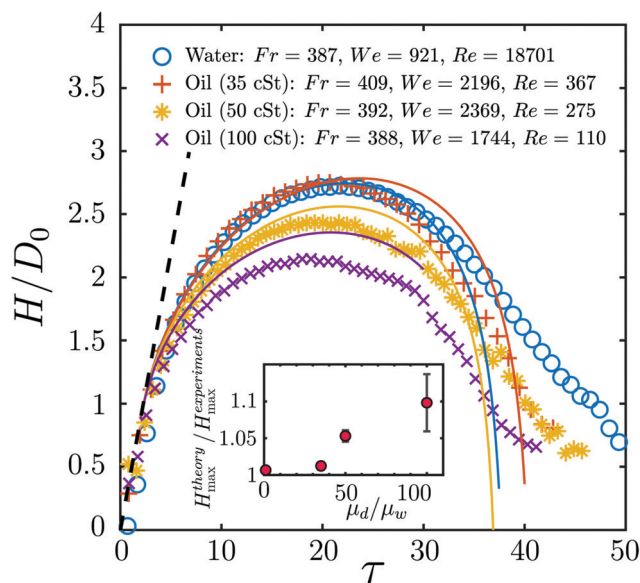 4
3.5
3
2.5
2
1.5
1
0.5
0
H/D₀
Water: Fr = 387, We = 921, Re = 18701
Oil (35 cSt): Fr = 409, We = 2196, Re = 367
Oil (50 cSt): Fr = 392, We = 2369, Re = 275
Oil (100 cSt): Fr = 388, We = 1744, Re = 110
H_max^theory / H_max^experiments
1.1
1.05
1
0 50 100
μ_d/μ_w
0 10 20 30 40 50
τ